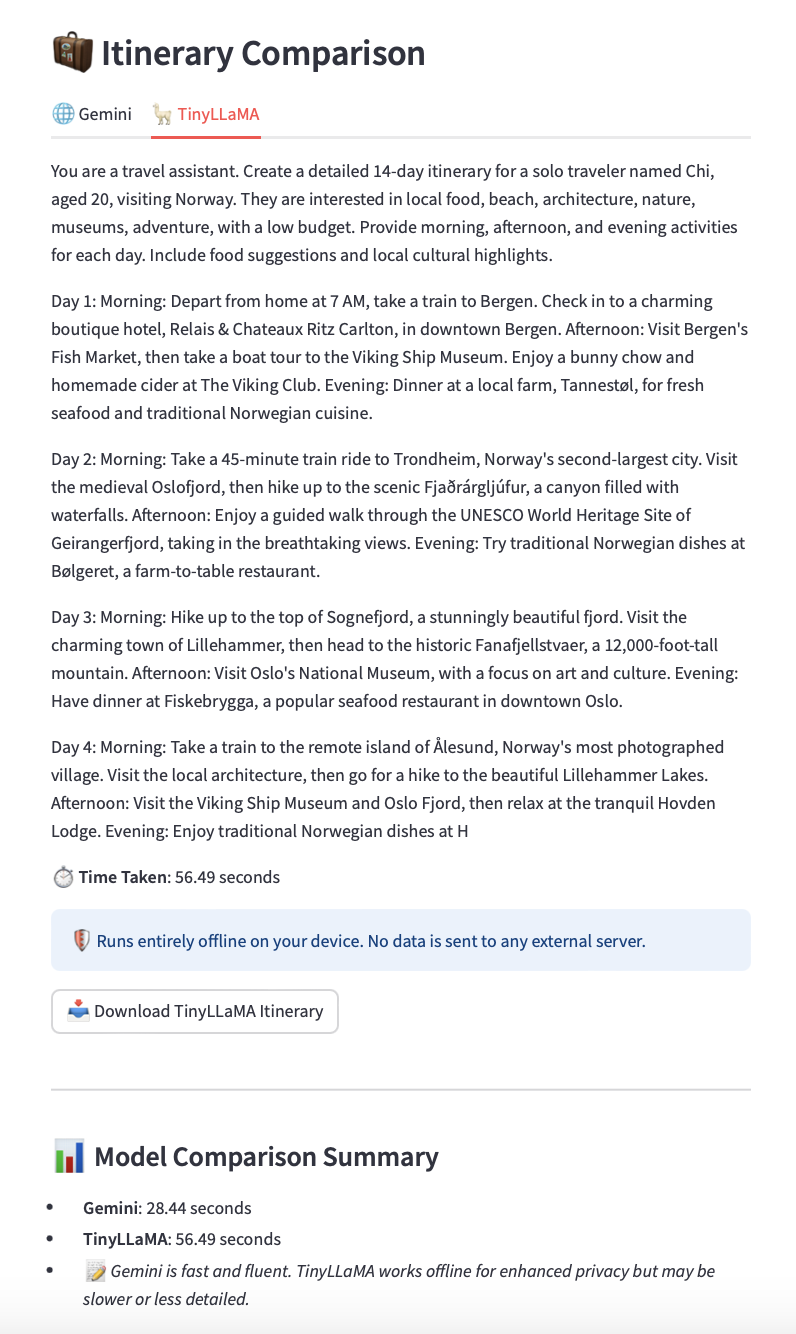 Itinerary Comparison
Gemini TinyLLaMA
You are a travel assistant. Create a detailed 14-day itinerary for a solo traveler named Chi,
aged 20, visiting Norway. They are interested in local food, beach, architecture, nature,
museums, adventure, with a low budget. Provide morning, afternoon, and evening activities
for each day. Include food suggestions and local cultural highlights.
Day 1: Morning: Depart from home at 7 AM, take a train to Bergen. Check in to a charming
boutique hotel, Relais & Chateaux Ritz Carlton, in downtown Bergen. Afternoon: Visit Bergen's
Fish Market, then take a boat tour to the Viking Ship Museum. Enjoy a bunny chow and
homemade cider at The Viking Club. Evening: Dinner at a local farm, Tannestøl, for fresh
seafood and traditional Norwegian cuisine.
Day 2: Morning: Take a 45-minute train ride to Trondheim, Norway's second-largest city. Visit
the medieval Oslofjord, then hike up to the scenic Fjaðrárgljúfur, a canyon filled with
waterfalls. Afternoon: Enjoy a guided walk through the UNESCO World Heritage Site of
Geirangerfjord, taking in the breathtaking views. Evening: Try traditional Norwegian dishes at
Bølgeret, a farm-to-table restaurant.
Day 3: Morning: Hike up to the top of Sognefjord, a stunningly beautiful fjord. Visit the
charming town of Lillehammer, then head to the historic Fanafjellstvaer, a 12,000-foot-tall
mountain. Afternoon: Visit Oslo's National Museum, with a focus on art and culture. Evening:
Have dinner at Fiskebrygga, a popular seafood restaurant in downtown Oslo.
Day 4: Morning: Take a train to the remote island of Ålesund, Norway's most photographed
village. Visit the local architecture, then go for a hike to the beautiful Lillehammer Lakes.
Afternoon: Visit the Viking Ship Museum and Oslo Fjord, then relax at the tranquil Hovden
Lodge. Evening: Enjoy traditional Norwegian dishes at H
Time Taken: 56.49 seconds
Runs entirely offline on your device. No data is sent to any external server.
Download TinyLLaMA Itinerary
Model Comparison Summary
• Gemini: 28.44 seconds
• TinyLLaMA: 56.49 seconds
• Gemini is fast and fluent. TinyLLaMA works offline for enhanced privacy but may be
slower or less detailed.